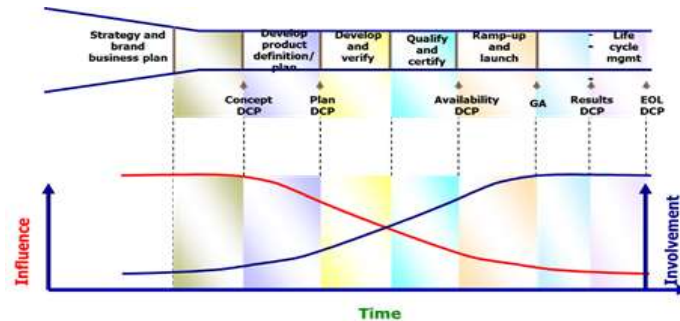 Strategy and brand
business plan
Develop
product
definition/
plan
Develop
and
verify
Qualify
and
certify
Ramp-up
and
launch
Life
cycle
mgmt
Concept
DCP
Plan
DCP
Availability
DCP
GA
Results
DCP
EOL
DCP
Influence
Involvement
Time